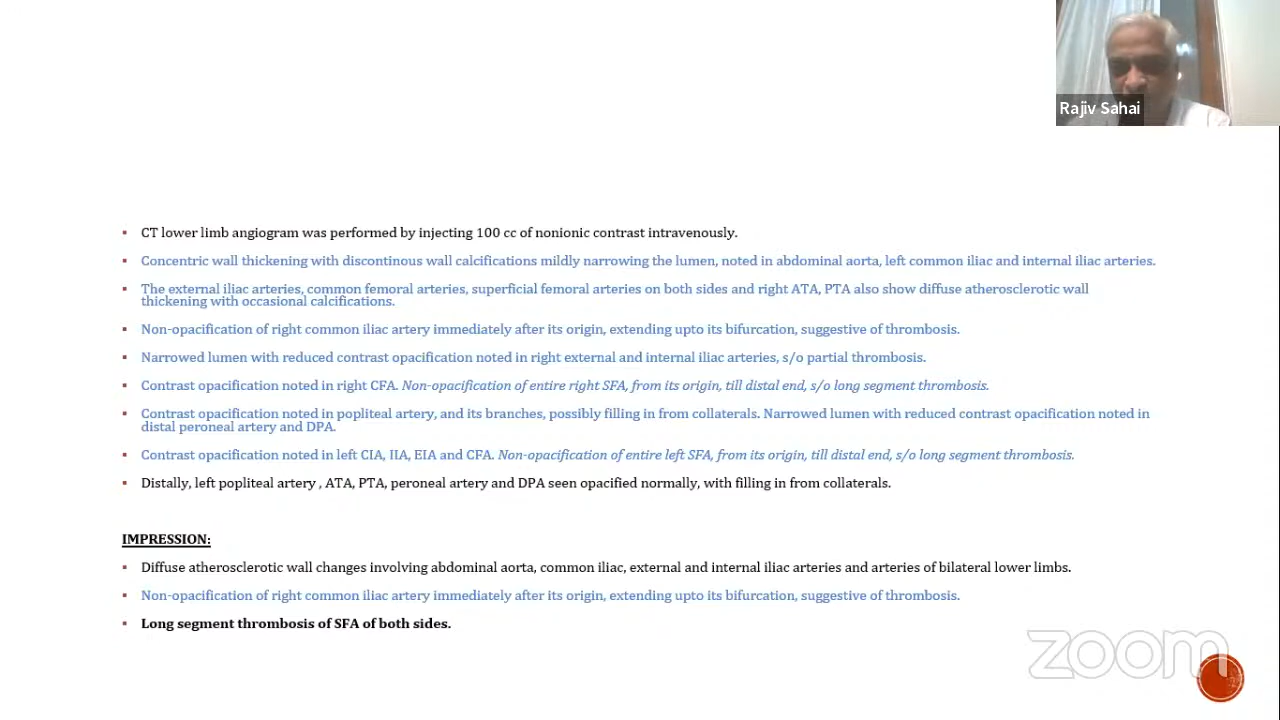 Rajiv Sahai
▪ CT lower limb angiogram was performed by injecting 100 cc of nonionic contrast intravenously.
▪ Concentric wall thickening with discontinous wall calcifications mildly narrowing the lumen, noted in abdominal aorta, left common iliac and internal iliac arteries.
▪ The external iliac arteries, common femoral arteries, superficial femoral arteries on both sides and right ATA, PTA also show diffuse atherosclerotic wall
thickening with occasional calcifications.
▪ Non-opacification of right common iliac artery immediately after its origin, extending upto its bifurcation, suggestive of thrombosis.
▪ Narrowed lumen with reduced contrast opacification noted in right external and internal iliac arteries, s/o partial thrombosis.
▪ Contrast opacification noted in right CFA. Non-opacification of entire right SFA, from its origin, till distal end, s/o long segment thrombosis.
▪ Contrast opacification noted in popliteal artery, and its branches, possibly filling in from collaterals. Narrowed lumen with reduced contrast opacification noted in
distal peroneal artery and DPA.
▪ Contrast opacification noted in left CIA, IIA, EIA and CFA. Non-opacification of entire left SFA, from its origin, till distal end, s/o long segment thrombosis.
▪ Distally, left popliteal artery , ATA, PTA, peroneal artery and DPA seen opacified normally, with filling in from collaterals.
IMPRESSION:
▪ Diffuse atherosclerotic wall changes involving abdominal aorta, common iliac, external and internal iliac arteries and arteries of bilateral lower limbs.
▪ Non-opacification of right common iliac artery immediately after its origin, extending upto its bifurcation, suggestive of thrombosis.
▪ Long segment thrombosis of SFA of both sides.
zoom